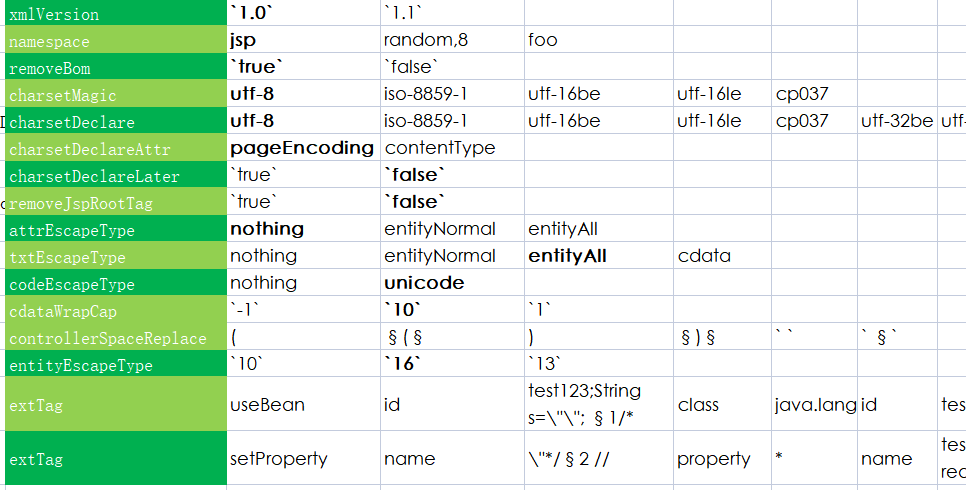 xmlVersion `1.0` `1.1`
namespace jsp random,8 foo
removeBom `true` `false`
charsetMagic utf-8 iso-8859-1 utf-16be utf-16le cp037
charsetDeclare utf-8 iso-8859-1 utf-16be utf-16le cp037 utf-32be utf-
charsetDeclareAttr pageEncoding contentType
charsetDeclareLater `true` `false`
removeJspRootTag `true` `false`
attrEscapeType nothing entityNormal entityAll
txtEscapeType nothing entityNormal entityAll cdata
codeEscapeType nothing unicode
cdataWrapCap `-1` `10` `1`
controllerSpaceReplace ( §(§ ) §)§ ` ` ` §`
entityEscapeType `10` `16` `13`
extTag useBean id test123;String
s=\"\"; §1/* class java.lang id tes
extTag setProperty name \"*/§2 // property * name tes
rec